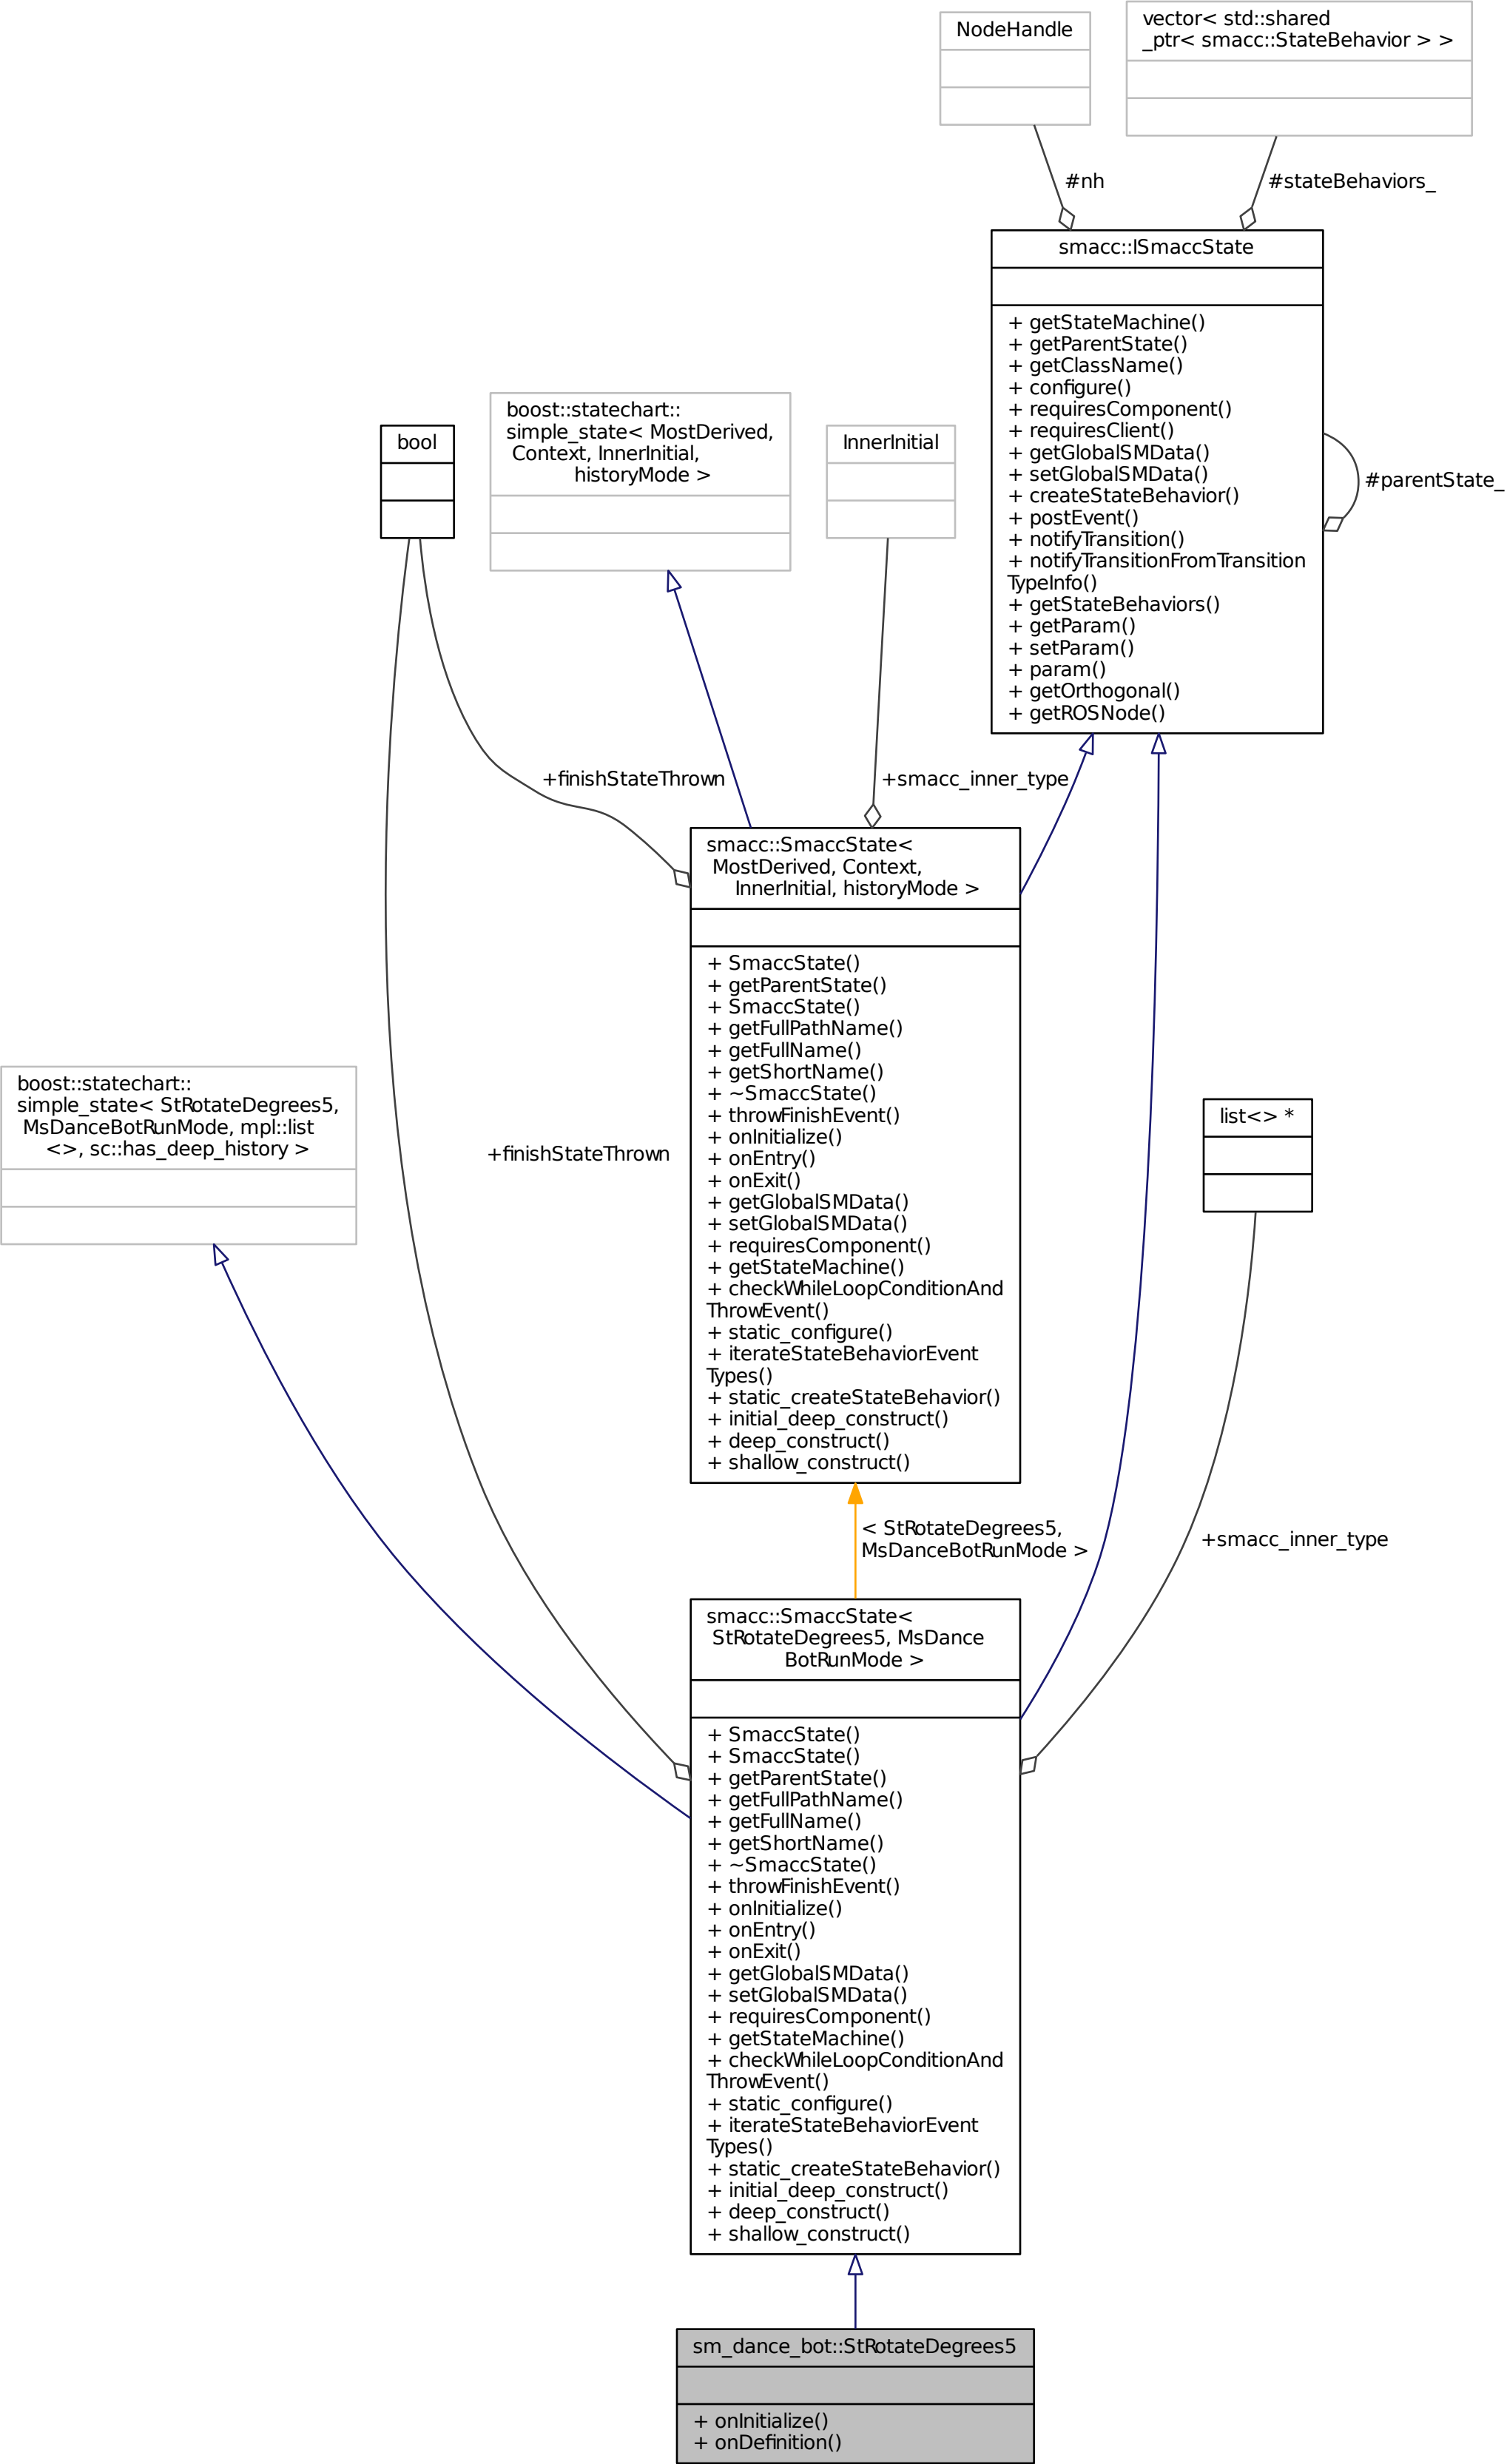 NodeHandle
vector< std::shared
_ptr< smacc::StateBehavior > >
#nh
#stateBehaviors_
smacc::ISmaccState
+ getStateMachine()
+ getParentState()
+ getClassName()
+ configure()
+ requiresComponent()
+ requiresClient()
+ getGlobalSMData()
+ setGlobalSMData()
+ createStateBehavior()
+ postEvent()
+ notifyTransition()
+ notifyTransitionFromTransition
TypeInfo()
+ getStateBehaviors()
+ getParam()
+ setParam()
+ param()
+ getOrthogonal()
+ getROSNode()
#parentState_
bool
boost::statechart::
simple_state< MostDerived,
Context, InnerInitial,
historyMode >
InnerInitial
+finishStateThrown
+smacc_inner_type
smacc::SmaccState<
MostDerived, Context,
InnerInitial, historyMode >
+ SmaccState()
+ getParentState()
+ SmaccState()
+ getFullPathName()
+ getFullName()
+ getShortName()
+ ~SmaccState()
+ throwFinishEvent()
+ onInitialize()
+ onEntry()
+ onExit()
+ getGlobalSMData()
+ setGlobalSMData()
+ requiresComponent()
+ getStateMachine()
+ checkWhileLoopConditionAnd
ThrowEvent()
+ static_configure()
+ iterateStateBehaviorEvent
Types()
+ static_createStateBehavior()
+ initial_deep_construct()
+ deep_construct()
+ shallow_construct()
boost::statechart::
simple_state< StRotateDegrees5,
MsDanceBotRunMode, mpl::list
<>, sc::has_deep_history >
+finishStateThrown
list<> *
< StRotateDegrees5,
MsDanceBotRunMode >
+smacc_inner_type
smacc::SmaccState<
StRotateDegrees5, MsDance
BotRunMode >
+ SmaccState()
+ SmaccState()
+ getParentState()
+ getFullPathName()
+ getFullName()
+ getShortName()
+ ~SmaccState()
+ throwFinishEvent()
+ onInitialize()
+ onEntry()
+ onExit()
+ getGlobalSMData()
+ setGlobalSMData()
+ requiresComponent()
+ getStateMachine()
+ checkWhileLoopConditionAnd
ThrowEvent()
+ static_configure()
+ iterateStateBehaviorEvent
Types()
+ static_createStateBehavior()
+ initial_deep_construct()
+ deep_construct()
+ shallow_construct()
sm_dance_bot::StRotateDegrees5
+ onInitialize()
+ onDefinition()